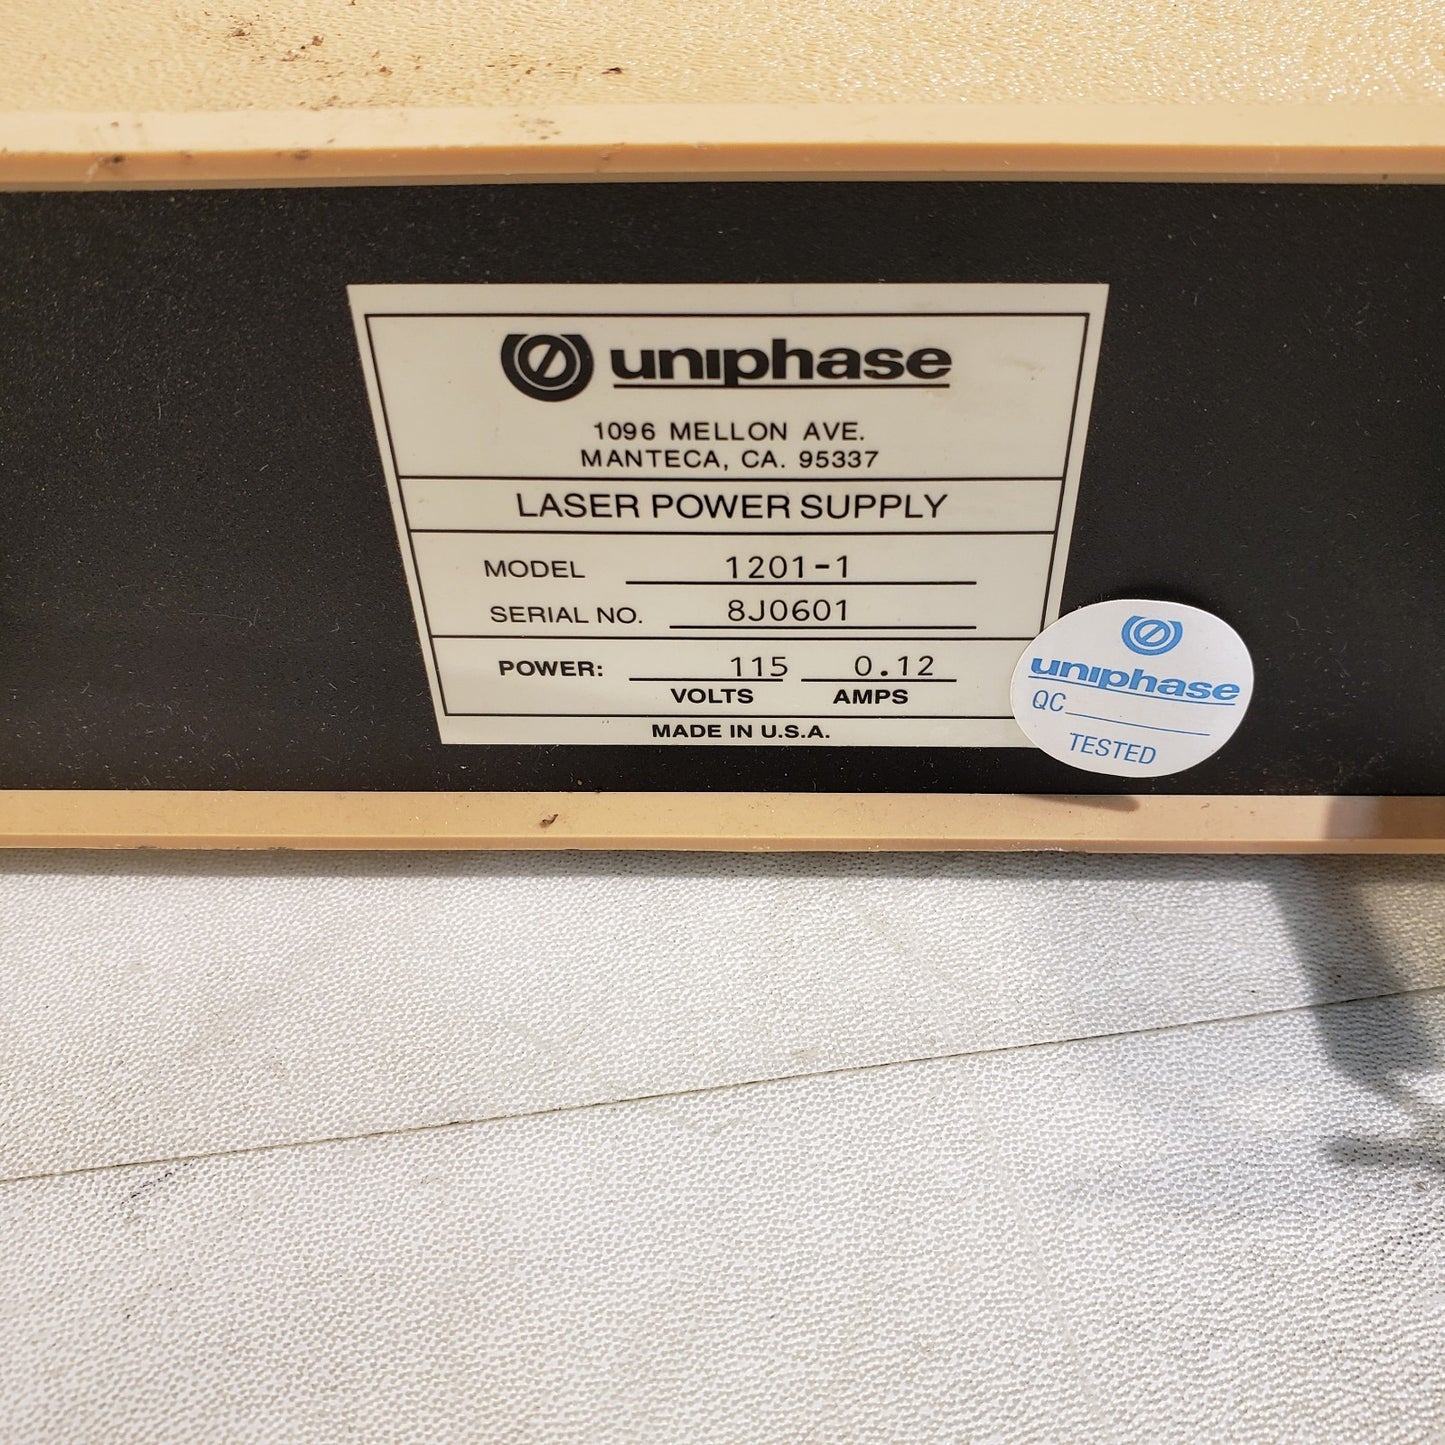 uniphase
1096 MELLON AVE.
MANTECA, CA. 95337
LASER POWER SUPPLY
MODEL 1201-1
SERIAL NO. 8J0601
POWER: 115 0.12
VOLTS AMPS
MADE IN U.S.A.
uniphase
QC
TESTED